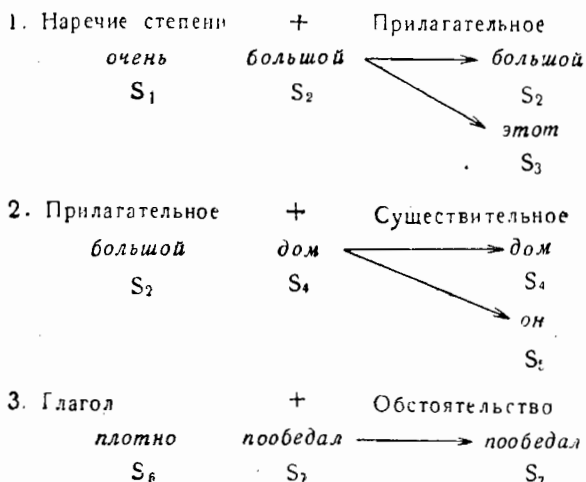 1. Наречие степени + Прилагательное
очень большой большой
S₁ S₂ S₂
этот
S₃
2. Прилагательное + Существительное
большой дом дом
S₂ S₄ S₄
он
S₅
3. Глагол + Обстоятельство
плотно пообедал пообедал
S₆ S₇ S₇